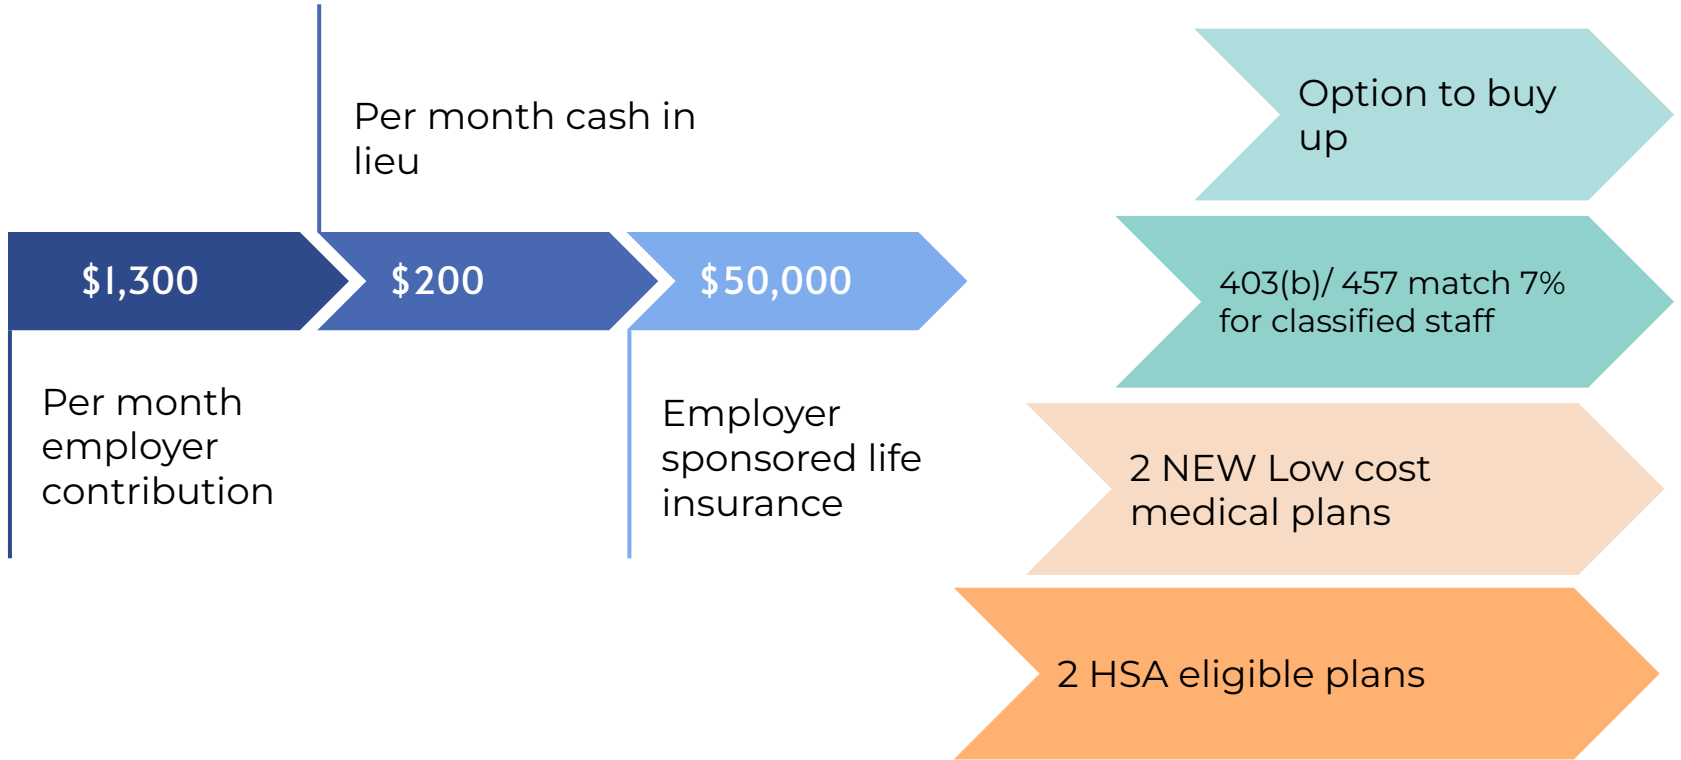 Per month cash in
lieu
$1,300
$200
$50,000
Per month
employer
contribution
Employer
sponsored life
insurance
Option to buy
up
403(b)/ 457 match 7%
for classified staff
2 NEW Low cost
medical plans
2 HSA eligible plans